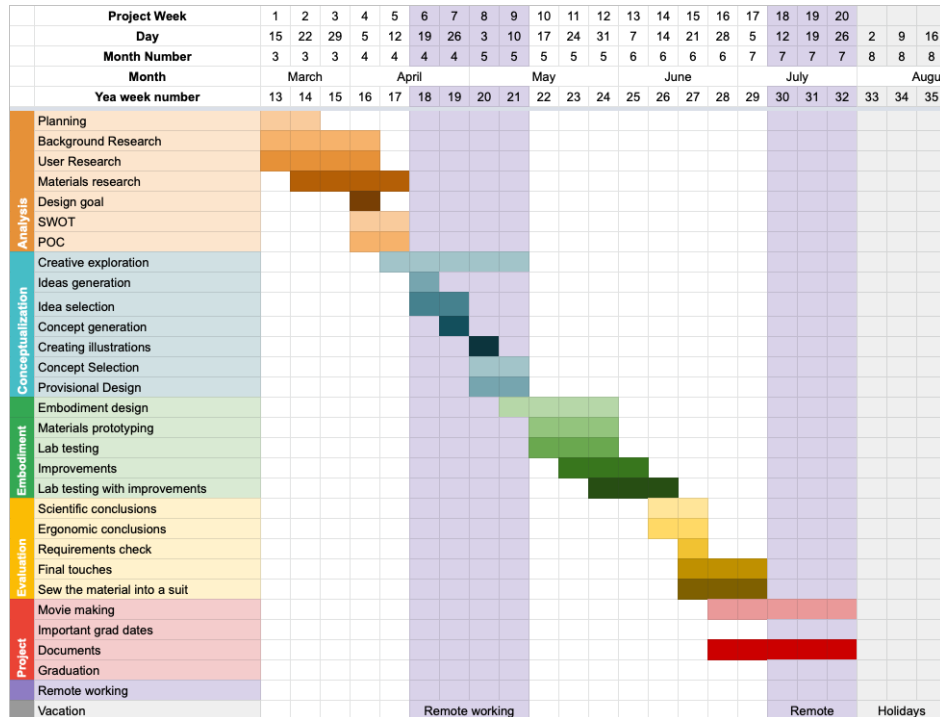 Project Week 1 2 3 4 5 6 7 8 9 10 11 12 13 14 15 16 17 18 19 20
Day 15 22 29 5 12 19 26 3 10 17 24 31 7 14 21 28 5 12 19 26 2 9 16
Month Number 3 3 3 4 4 4 4 5 5 5 5 5 6 6 6 6 7 7 7 7 8 8 8
Month March April May June July Augu
Yea week number 13 14 15 16 17 18 19 20 21 22 23 24 25 26 27 28 29 30 31 32 33 34 35
Analysis
Planning
Background Research
User Research
Materials research
Design goal
SWOT
POC
Conceptualization
Creative exploration
Ideas generation
Idea selection
Concept generation
Creating illustrations
Concept Selection
Provisional Design
Embodiment
Embodiment design
Materials prototyping
Lab testing
Improvements
Lab testing with improvements
Evaluation
Scientific conclusions
Ergonomic conclusions
Requirements check
Final touches
Sew the material into a suit
Project
Movie making
Important grad dates
Documents
Graduation
Remote working
Vacation Remote working Remote Holidays